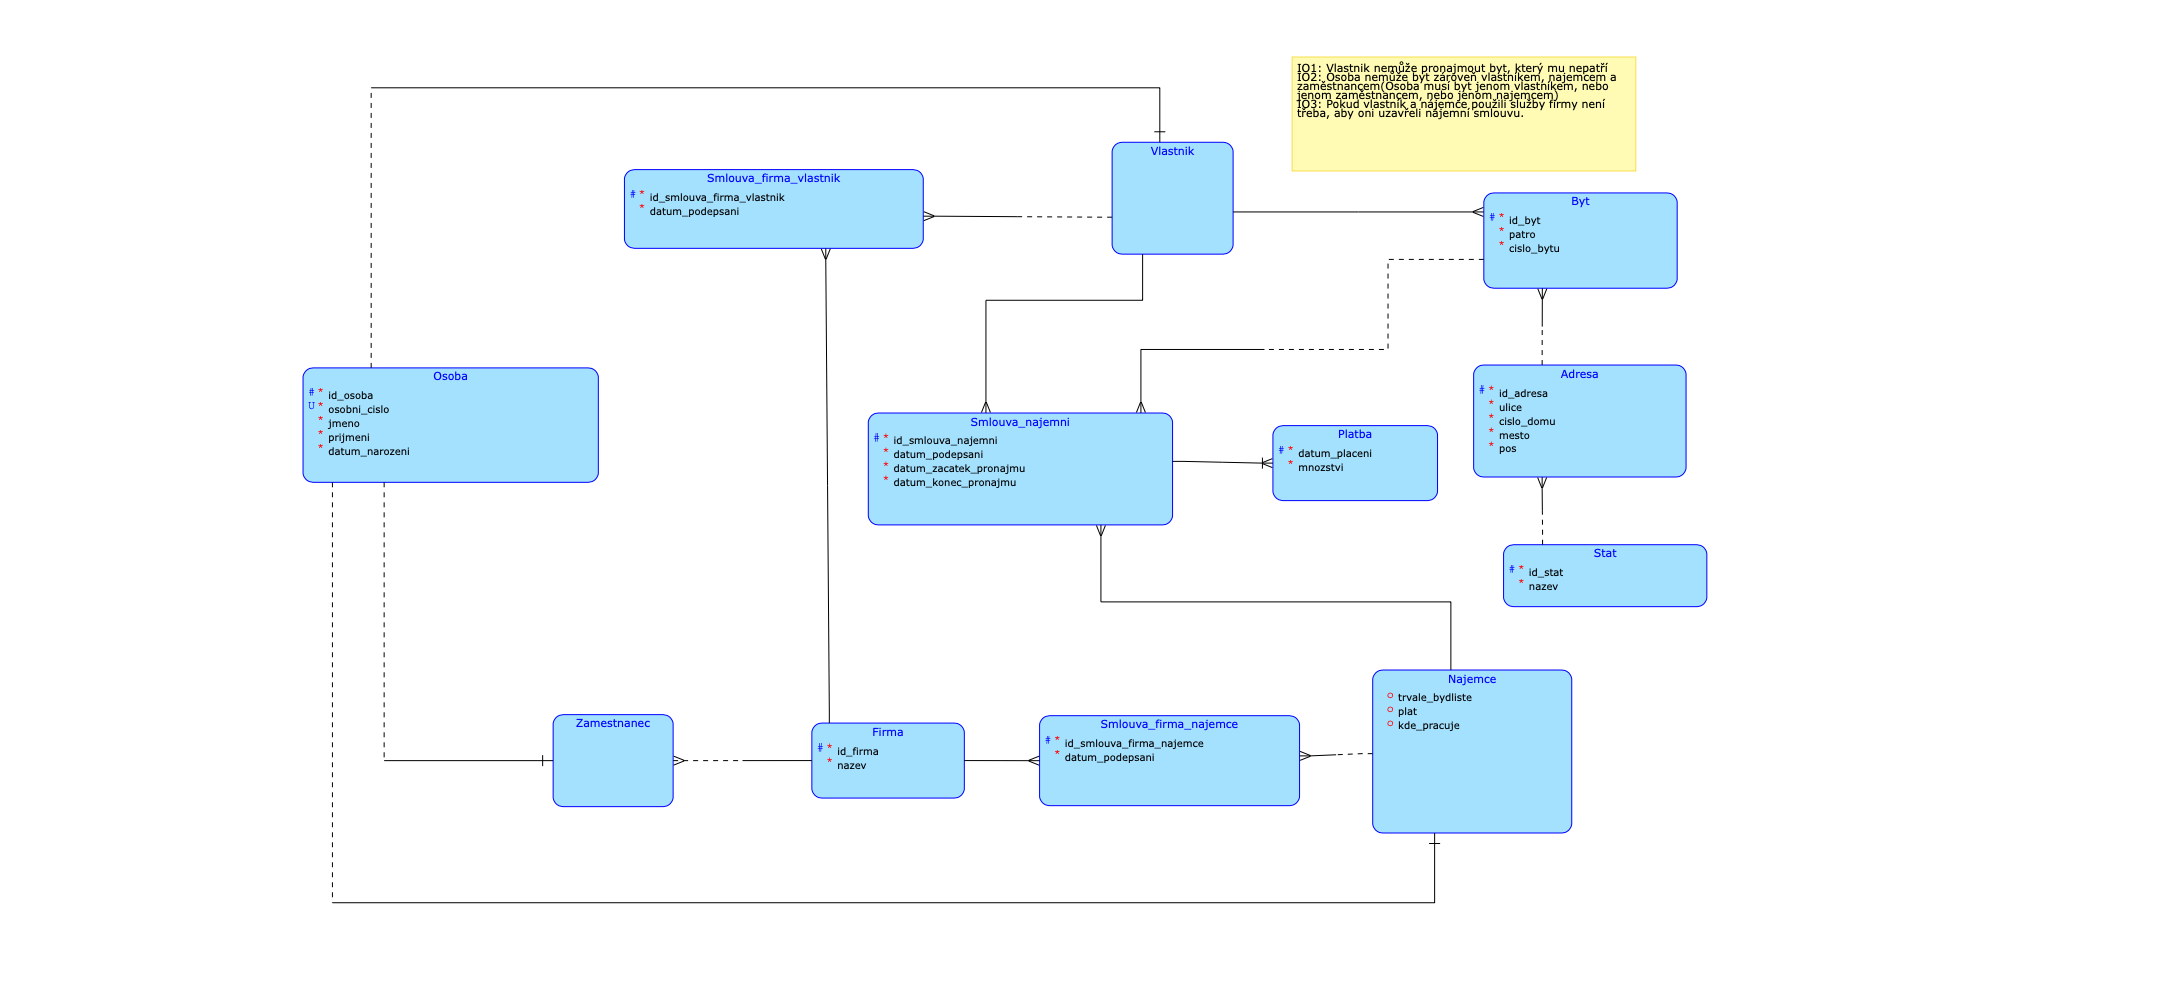 IO1: Vlastnik nemůže pronajmout byt, který mu nepatří
IO2: Osoba nemůže být zároveň vlastníkem, najemcem a
zaměstnancem(Osoba musí být jenom vlastníkem, nebo
jenom zaměstnancem, nebo jenom najemcem)
IO3: Pokud vlastník a nájemce použili služby firmy není
třeba, aby oni uzavřeli nájemní smlouvu.
Vlastnik
Smlouva_firma_vlastnik
# * id_smlouva_firma_vlastnik
* datum_podepsani
Byt
# * id_byt
* patro
* cislo_bytu
Osoba
# * id_osoba
U * osobni_cislo
* jmeno
* prijmeni
* datum_narozeni
Adresa
# * id_adresa
* ulice
* cislo_domu
* mesto
* pos
Smlouva_najemni
# * id_smlouva_najemni
* datum_podepsani
* datum_zacatek_pronajmu
* datum_konec_pronajmu
Platba
# * datum_placeni
* mnozstvi
Stat
# * id_stat
* nazev
Najemce
o trvale_bydliste
o plat
o kde_pracuje
Zamestnanec
Firma
# * id_firma
* nazev
Smlouva_firma_najemce
# * id_smlouva_firma_najemce
* datum_podepsani